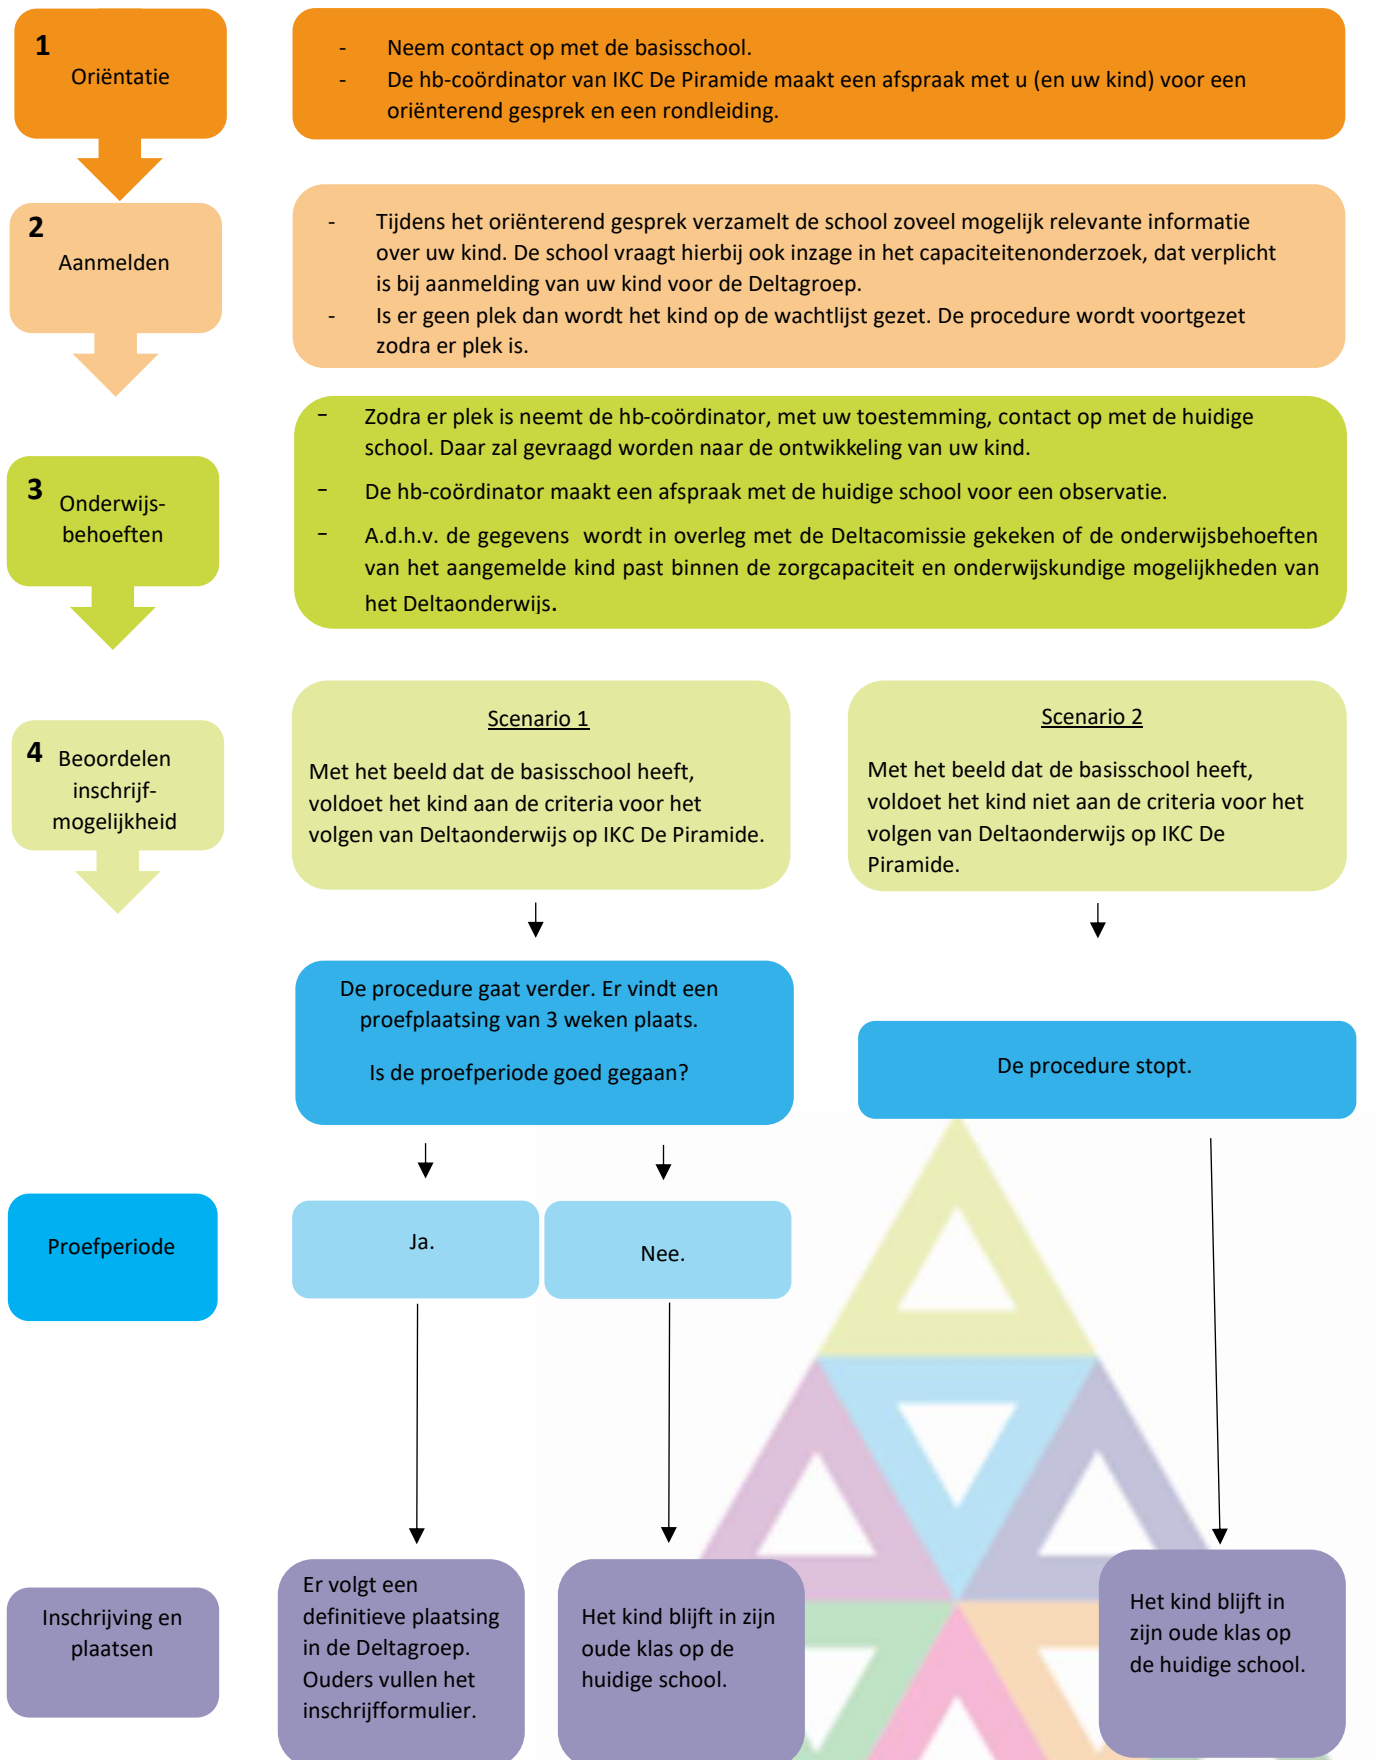 1
Oriëntatie
- Neem contact op met de basisschool.
- De hb-coördinator van IKC De Piramide maakt een afspraak met u (en uw kind) voor een
oriënterend gesprek en een rondleiding.
2
Aanmelden
- Tijdens het oriënterend gesprek verzamelt de school zoveel mogelijk relevante informatie
over uw kind. De school vraagt hierbij ook inzage in het capaciteitenonderzoek, dat verplicht
is bij aanmelding van uw kind voor de Deltagroep.
- Is er geen plek dan wordt het kind op de wachtlijst gezet. De procedure wordt voortgezet
zodra er plek is.
3
Onderwijs-
behoeften
- Zodra er plek is neemt de hb-coördinator, met uw toestemming, contact op met de huidige
school. Daar zal gevraagd worden naar de ontwikkeling van uw kind.
- De hb-coördinator maakt een afspraak met de huidige school voor een observatie.
- A.d.h.v. de gegevens wordt in overleg met de Deltacomissie gekeken of de onderwijsbehoeften
van het aangemelde kind past binnen de zorgcapaciteit en onderwijskundige mogelijkheden van
het Deltaonderwijs.
4
Beoordelen
inschrijf-
mogelijkheid
Scenario 1
Met het beeld dat de basisschool heeft,
voldoet het kind aan de criteria voor het
volgen van Deltaonderwijs op IKC De Piramide.
Scenario 2
Met het beeld dat de basisschool heeft,
voldoet het kind niet aan de criteria voor het
volgen van Deltaonderwijs op IKC De
Piramide.
De procedure gaat verder. Er vindt een
proefplaatsing van 3 weken plaats.
Is de proefperiode goed gegaan?
De procedure stopt.
Proefperiode
Ja.
Nee.
Inschrijving en
plaatsen
Er volgt een
definitieve plaatsing
in de Deltagroep.
Ouders vullen het
inschrijfformulier.
Het kind blijft in zijn
oude klas op de
huidige school.
Het kind blijft in
zijn oude klas op
de huidige school.